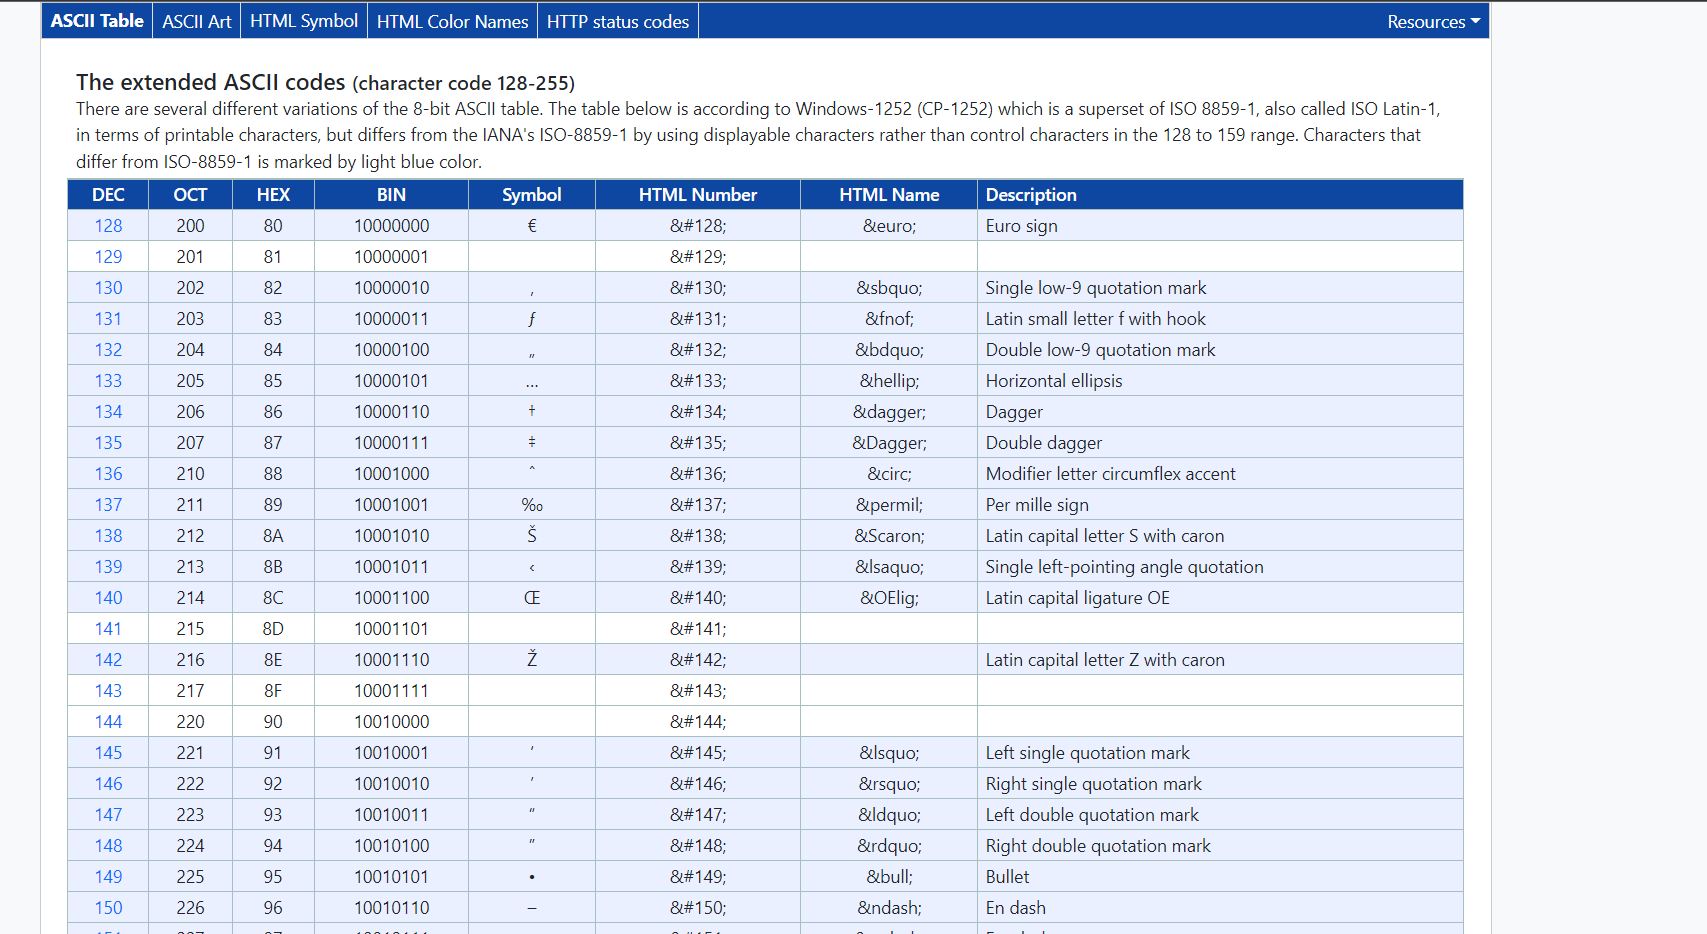 ASCII Table ASCII Art HTML Symbol HTML Color Names HTTP status codes Resources
The extended ASCII codes (character code 128-255)
There are several different variations of the 8-bit ASCII table. The table below is according to Windows-1252 (CP-1252) which is a superset of ISO 8859-1, also called ISO Latin-1,
in terms of printable characters, but differs from the IANA's ISO-8859-1 by using displayable characters rather than control characters in the 128 to 159 range. Characters that
differ from ISO-8859-1 is marked by light blue color.
DEC OCT HEX BIN Symbol HTML Number HTML Name Description
128 200 80 10000000 € &#128; &euro; Euro sign
129 201 81 10000001 &#129;
130 202 82 10000010 ‚ &#130; &sbquo; Single low-9 quotation mark
131 203 83 10000011 ƒ &#131; &fnof; Latin small letter f with hook
132 204 84 10000100 „ &#132; &bdquo; Double low-9 quotation mark
133 205 85 10000101 … &#133; &hellip; Horizontal ellipsis
134 206 86 10000110 † &#134; &dagger; Dagger
135 207 87 10000111 ‡ &#135; &Dagger; Double dagger
136 210 88 10001000 ˆ &#136; &circ; Modifier letter circumflex accent
137 211 89 10001001 ‰ &#137; &permil; Per mille sign
138 212 8A 10001010 Š &#138; &Scaron; Latin capital letter S with caron
139 213 8B 10001011 ‹ &#139; &lsaquo; Single left-pointing angle quotation
140 214 8C 10001100 Œ &#140; &OElig; Latin capital ligature OE
141 215 8D 10001101 &#141;
142 216 8E 10001110 Ž &#142; Latin capital letter Z with caron
143 217 8F 10001111 &#143;
144 220 90 10010000 &#144;
145 221 91 10010001 ‘ &#145; &lsquo; Left single quotation mark
146 222 92 10010010 ’ &#146; &rsquo; Right single quotation mark
147 223 93 10010011 “ &#147; &ldquo; Left double quotation mark
148 224 94 10010100 ” &#148; &rdquo; Right double quotation mark
149 225 95 10010101 • &#149; &bull; Bullet
150 226 96 10010110 – &#150; &ndash; En dash